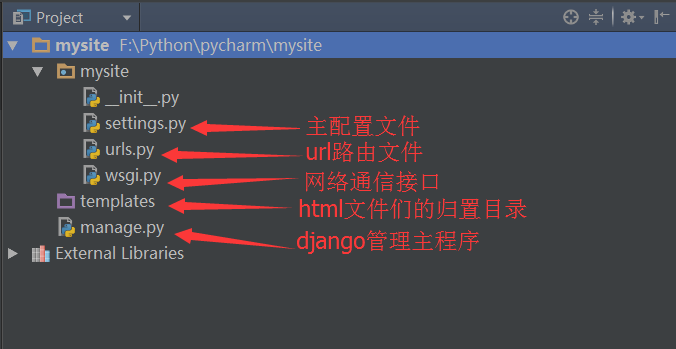 Project
mysite F:\Python\pycharm\mysite
mysite
__init__.py
settings.py 主配置文件
urls.py url路由文件
wsgi.py 网络通信接口
templates html文件们的归置目录
manage.py django管理主程序
External Libraries